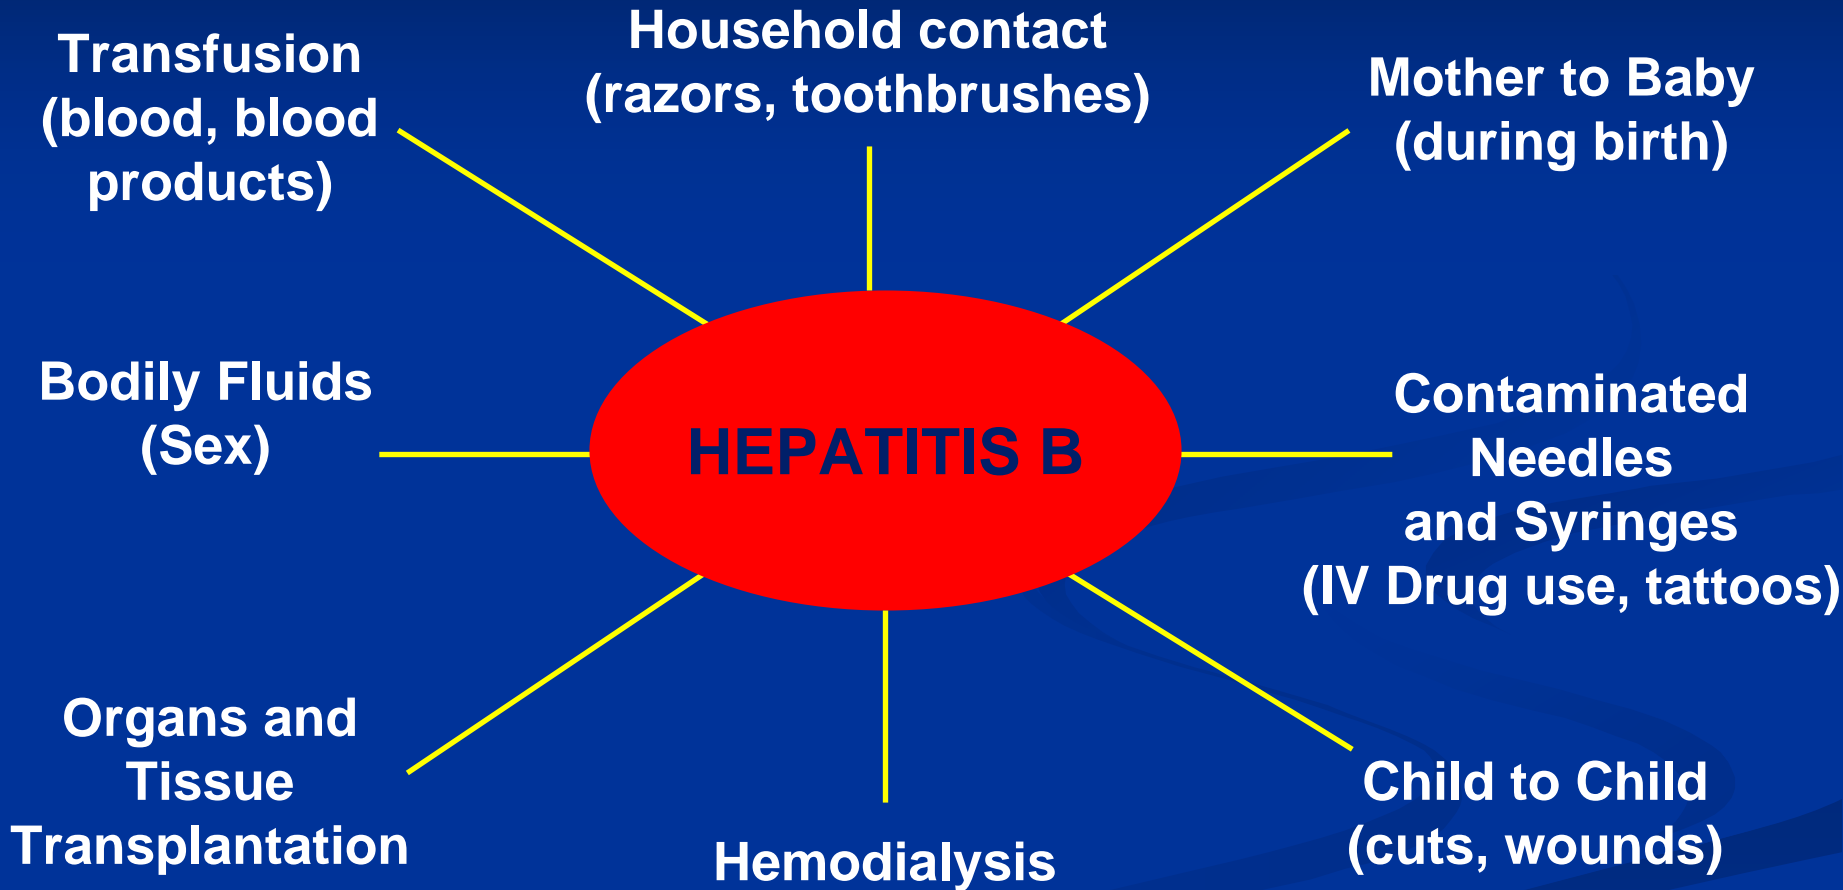 Transfusion
(blood, blood
products)
Household contact
(razors, toothbrushes)
Mother to Baby
(during birth)
Bodily Fluids
(Sex)
HEPATITIS B
Contaminated
Needles
and Syringes
(IV Drug use, tattoos)
Organs and
Tissue
Transplantation
Hemodialysis
Child to Child
(cuts, wounds)